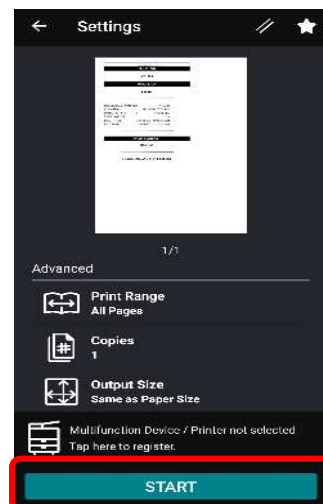 Settings
1/1
Advanced
Print Range
All Pages
Copies
1
Output Size
Same as Paper Size
Multifunction Device / Printer not selected
Tap here to register.
START